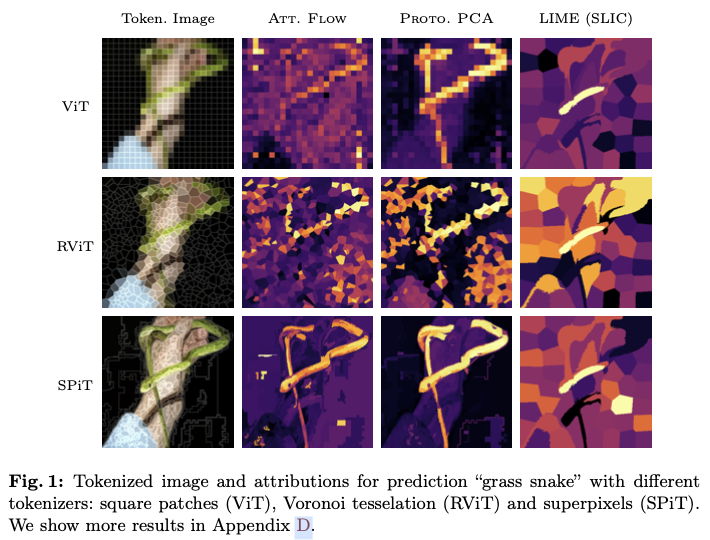 Token. Image Att. Flow Proto. PCA LIME (SLIC)
ViT
RViT
SPiT
Fig. 1: Tokenized image and attributions for prediction “grass snake” with different
tokenizers: square patches (ViT), Voronoi tesselation (RViT) and superpixels (SPiT).
We show more results in Appendix D.